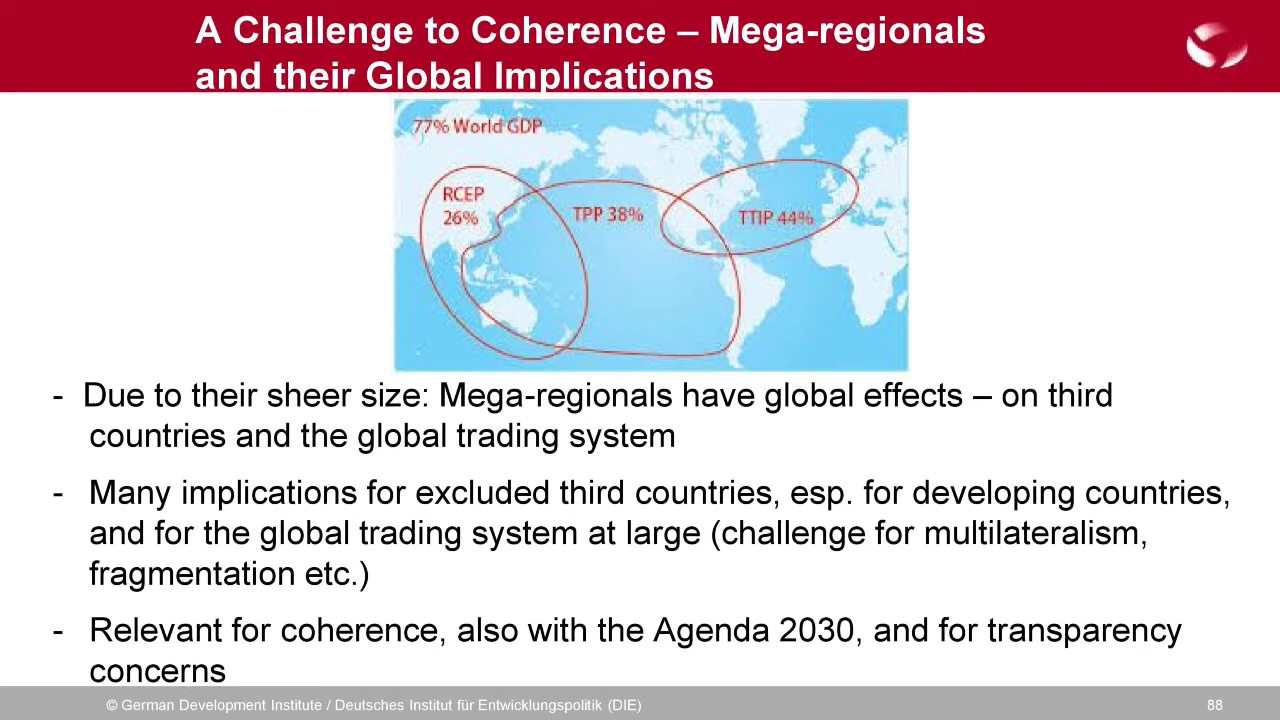 A Challenge to Coherence – Mega-regionals
and their Global Implications
77% World GDP
RCEP
26%
TPP 38%
TTIP 44%
- Due to their sheer size: Mega-regionals have global effects – on third
countries and the global trading system
- Many implications for excluded third countries, esp. for developing countries,
and for the global trading system at large (challenge for multilateralism,
fragmentation etc.)
- Relevant for coherence, also with the Agenda 2030, and for transparency
concerns
© German Development Institute / Deutsches Institut für Entwicklungspolitik (DIE)
88